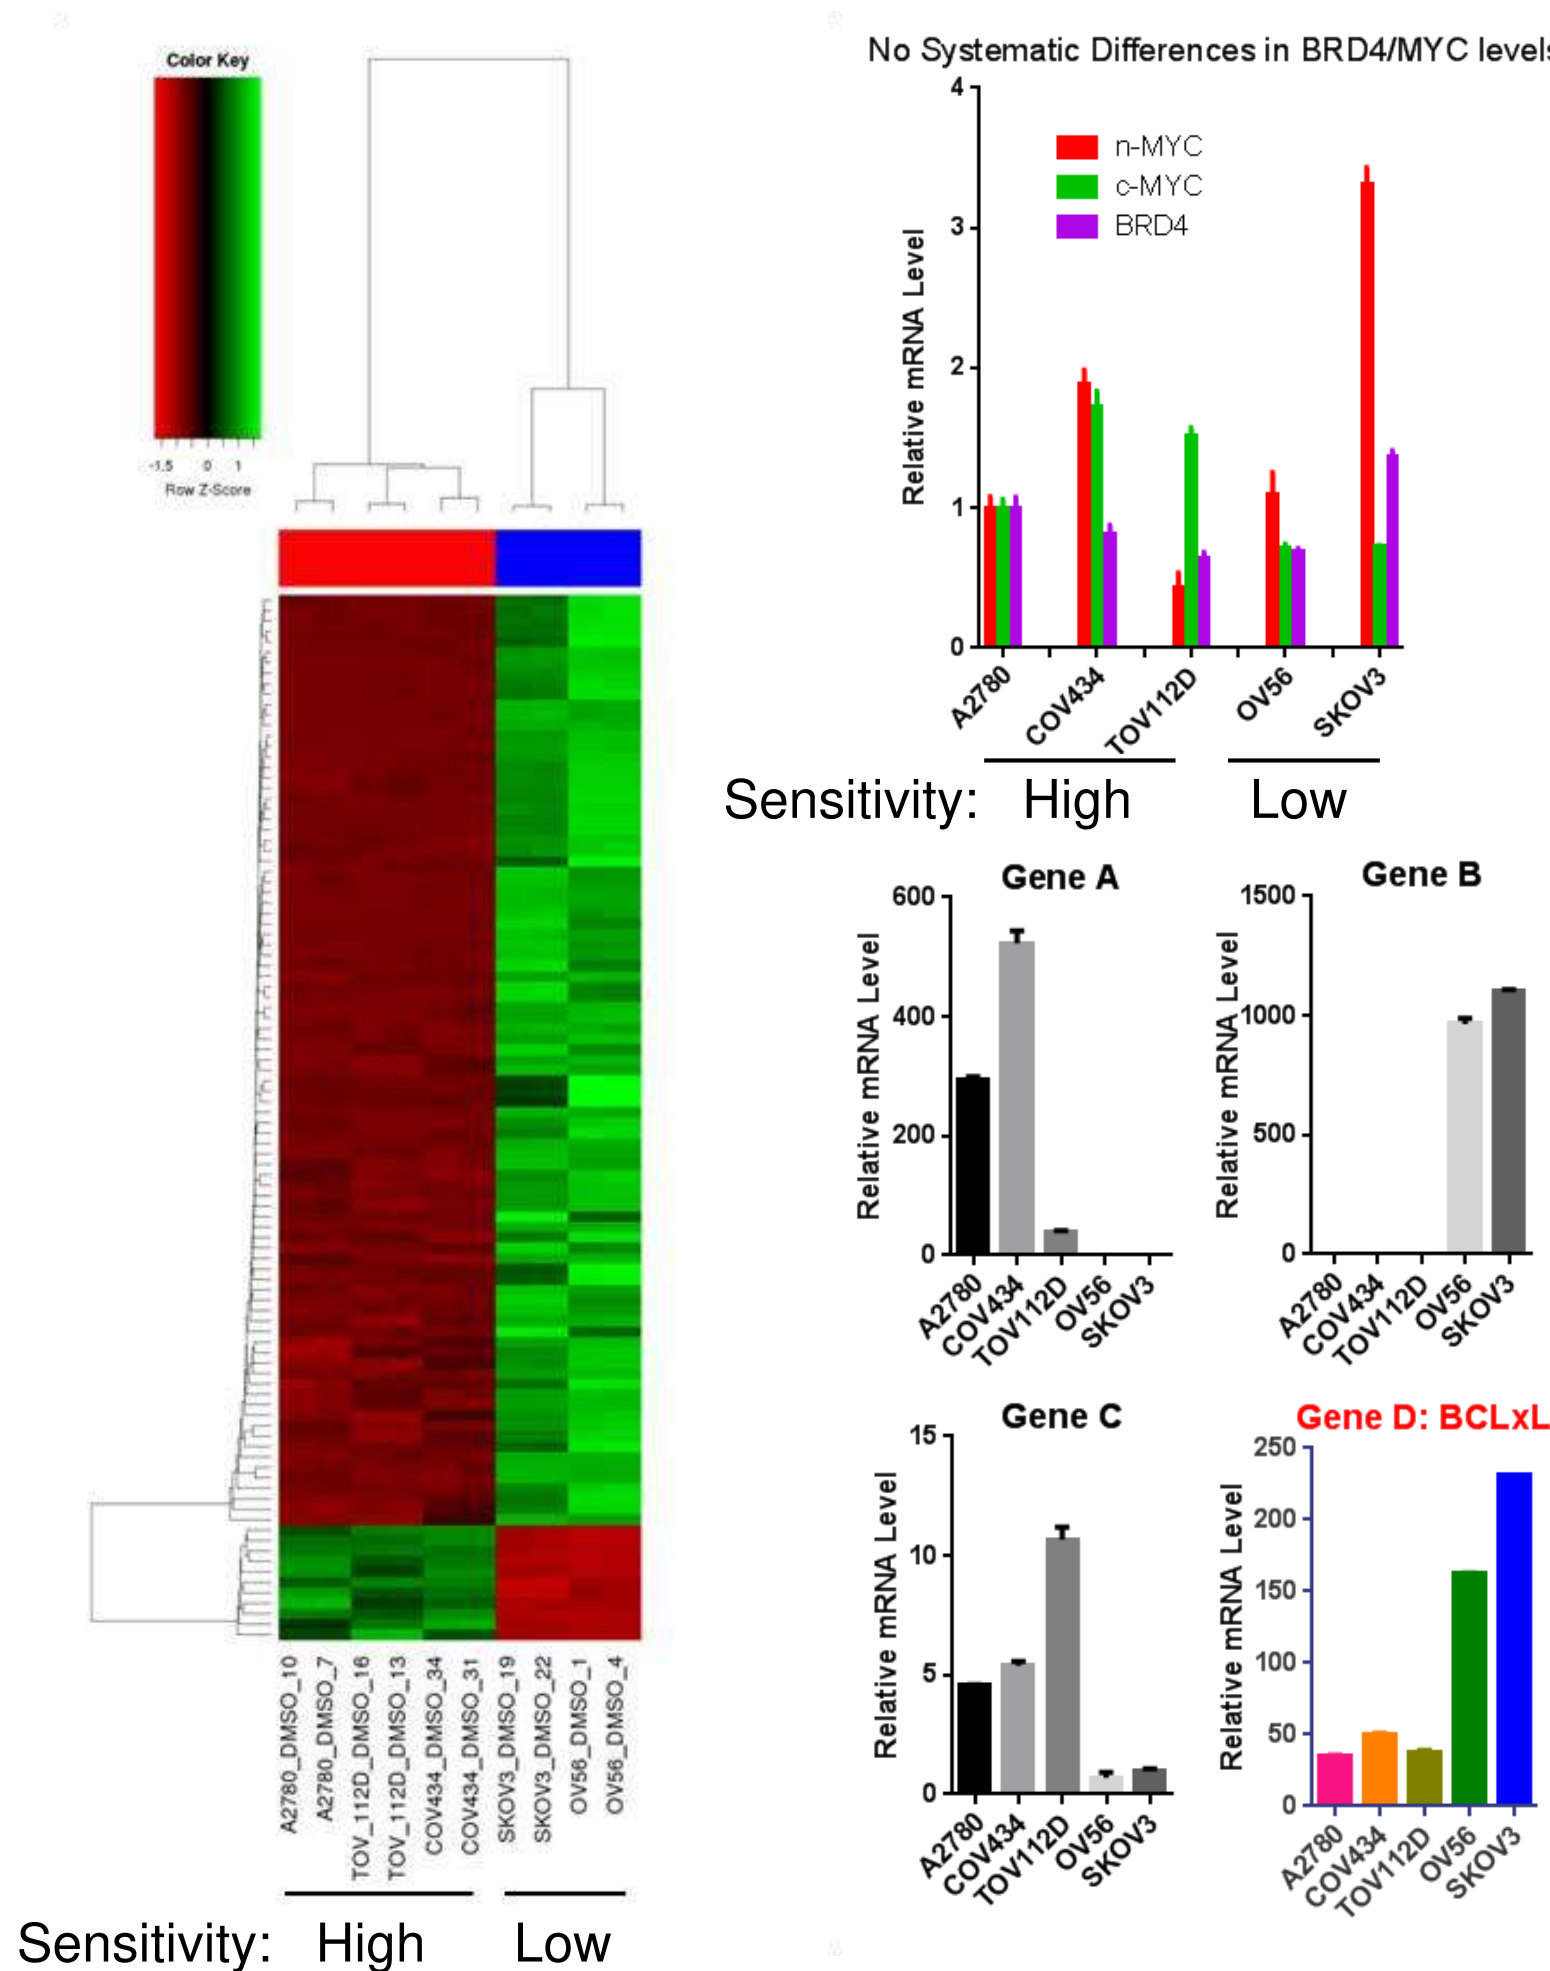 Color Key
-1.5 0 1
Row Z-Score
A2780_DMSO_10
A2780_DMSO_7
TOV_112D_DMSO_16
TOV_112D_DMSO_13
COV434_DMSO_34
COV434_DMSO_31
SKOV3_DMSO_19
SKOV3_DMSO_22
OV56_DMSO_1
OV56_DMSO_4
Sensitivity: High Low
No Systematic Differences in BRD4/MYC levels
Relative mRNA Level
4
3
2
1
0
n-MYC
c-MYC
BRD4
A2780
COV434
TOV112D
OV56
SKOV3
Sensitivity: High Low
Gene A
Relative mRNA Level
600
400
200
0
A2780
COV434
TOV112D
OV56
SKOV3
Gene B
Relative mRNA Level
1500
1000
500
0
A2780
COV434
TOV112D
OV56
SKOV3
Gene C
Relative mRNA Level
15
10
5
0
A2780
COV434
TOV112D
OV56
SKOV3
Gene D: BCLxL
Relative mRNA Level
250
200
150
100
50
0
A2780
COV434
TOV112D
OV56
SKOV3